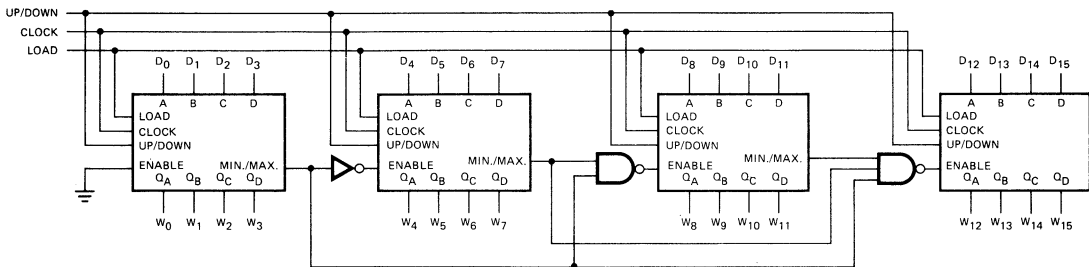 UP/DOWN
CLOCK
LOAD
D0 D1 D2 D3 D4 D5 D6 D7 D8 D9 D10 D11 D12 D13 D14 D15
A B C D A B C D A B C D A B C D
LOAD LOAD LOAD LOAD
CLOCK CLOCK CLOCK CLOCK
UP/DOWN UP/DOWN UP/DOWN UP/DOWN
ENABLE MIN./MAX. ENABLE MIN./MAX. ENABLE MIN./MAX. ENABLE
QA QB QC QD QA QB QC QD QA QB QC QD QA QB QC QD
W0 W1 W2 W3 W4 W5 W6 W7 W8 W9 W10 W11 W12 W13 W14 W15